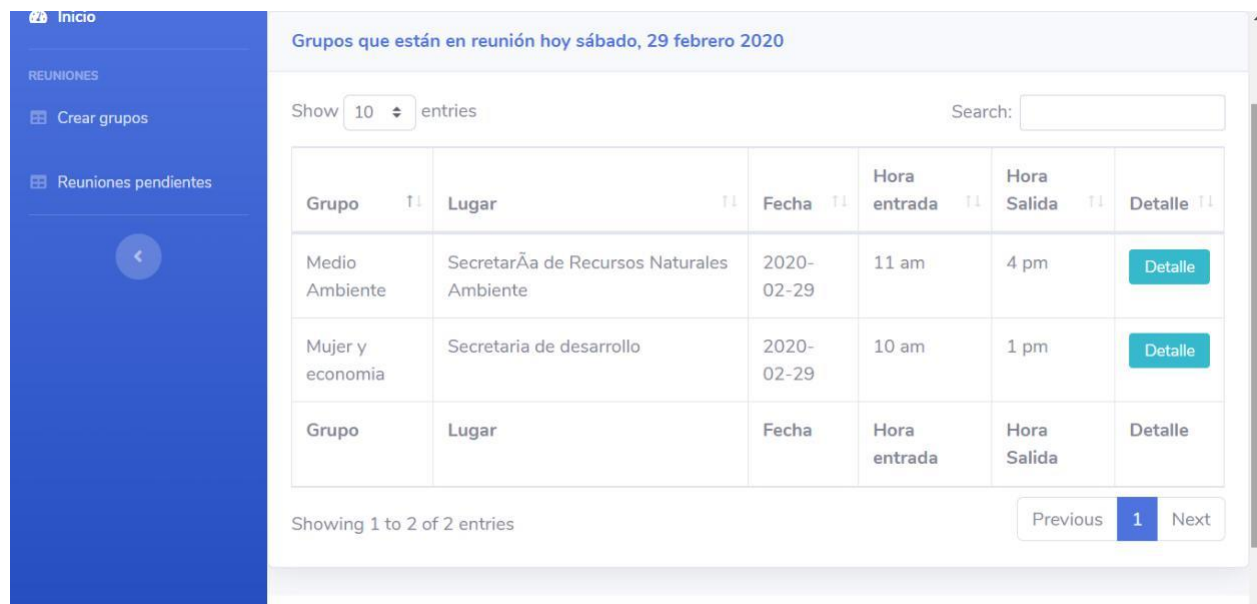 Inicio
REUNIONES
Crear grupos
Reuniones pendientes
Grupos que están en reunión hoy sábado, 29 febrero 2020
Show 10 entries
Search:
Grupo Lugar Fecha Hora entrada Hora Salida Detalle
Medio Ambiente SecretarÃa de Recursos Naturales Ambiente 2020-02-29 11 am 4 pm Detalle
Mujer y economia Secretaria de desarrollo 2020-02-29 10 am 1 pm Detalle
Grupo Lugar Fecha Hora entrada Hora Salida Detalle
Showing 1 to 2 of 2 entries
Previous 1 Next